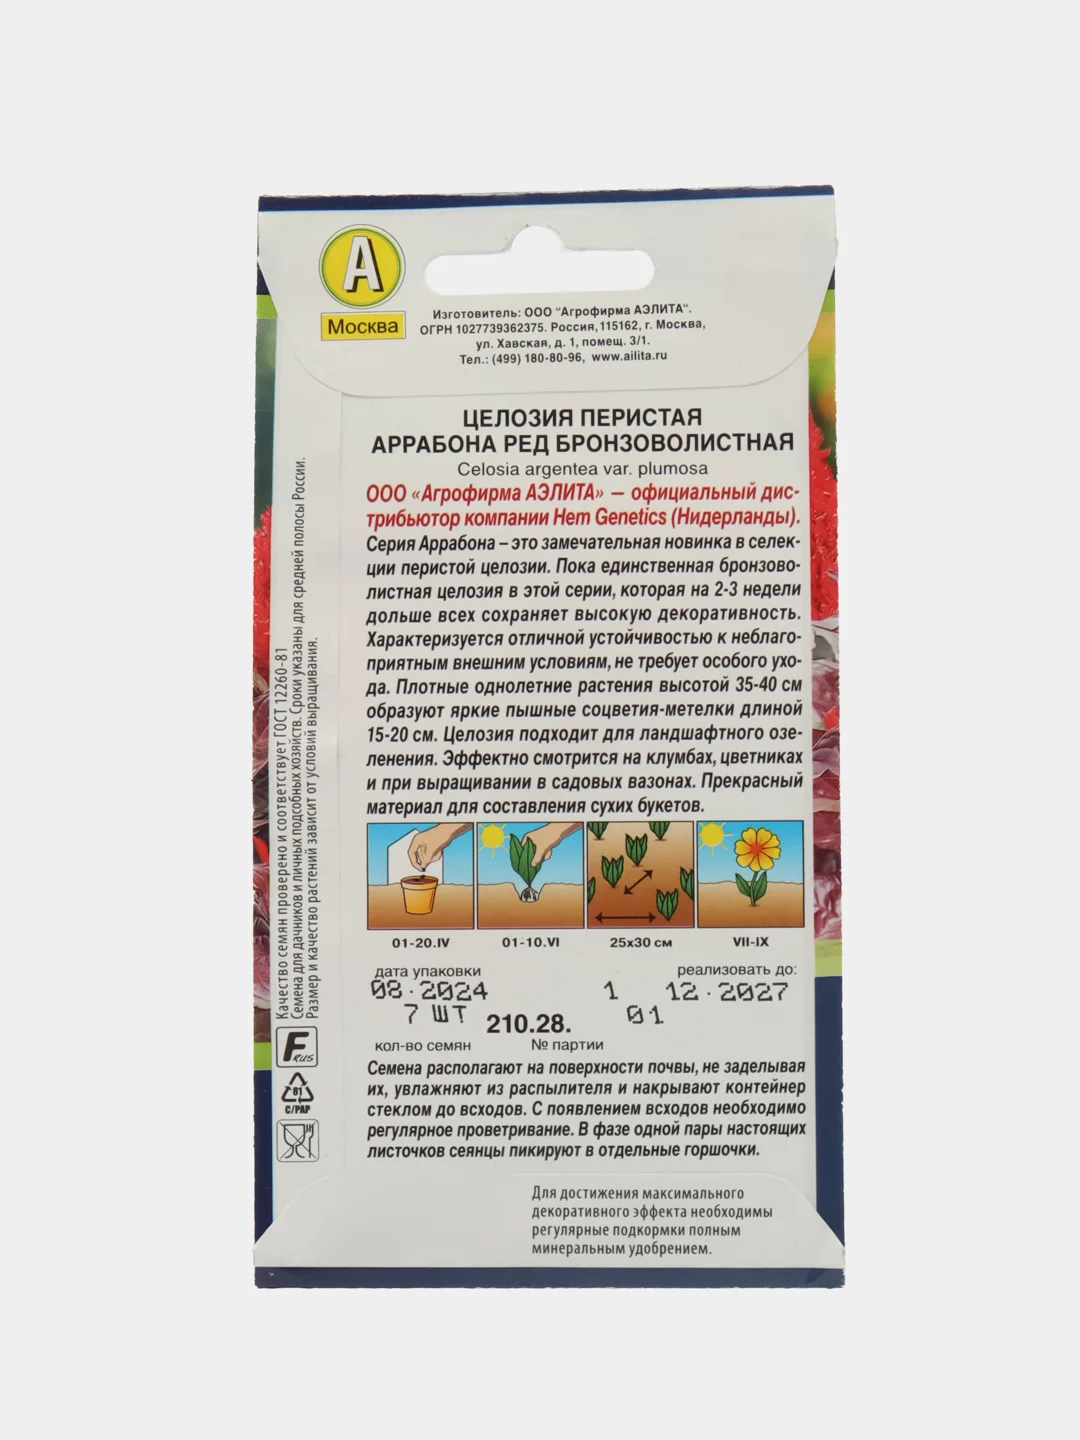 А
Москва
Изготовитель: ООО "Агрофирма АЭЛИТА".
ОГРН 1027739362375. Россия, 115162, г. Москва,
ул. Хавская, д. 1, помещ. 3/1.
Тел.: (499) 180-80-96, www.ailita.ru
ЦЕЛОЗИЯ ПЕРИСТАЯ
АРРАБОНА РЕД БРОНЗОВОЛИСТНАЯ
Celosia argentea var. plumosa
ООО «Агрофирма АЭЛИТА» — официальный дис-
трибьютор компании Hem Genetics (Нидерланды).
Серия Аррабона – это замечательная новинка в селек-
ции перистой целозии. Пока единственная бронзово-
листная целозия в этой серии, которая на 2-3 недели
дольше всех сохраняет высокую декоративность.
Характеризуется отличной устойчивостью к неблаго-
приятным внешним условиям, не требует особого ухо-
да. Плотные однолетние растения высотой 35-40 см
образуют яркие пышные соцветия-метелки длиной
15-20 см. Целозия подходит для ландшафтного озе-
ленения. Эффектно смотрится на клумбах, цветниках
и при выращивании в садовых вазонах. Прекрасный
материал для составления сухих букетов.
01-20.IV
01-10.VI
25х30 см
VII-IX
дата упаковки
реализовать до:
08·2024
1
12·2027
7 ШТ
210.28.
01
кол-во семян
№ партии
Семена располагают на поверхности почвы, не заделывая
их, увлажняют из распылителя и накрывают контейнер
стеклом до всходов. С появлением всходов необходимо
регулярное проветривание. В фазе одной пары настоящих
листочков сеянцы пикируют в отдельные горшочки.
Для достижения максимального
декоративного эффекта необходимы
регулярные подкормки полным
минеральным удобрением.
Качество семян проверено и соответствует ГОСТ 12260-81
Семена для дачников и личных подсобных хозяйств. Сроки указаны для средней полосы России.
Размер и качество растений зависит от условий выращивания.
F RUS
81
C/PAP